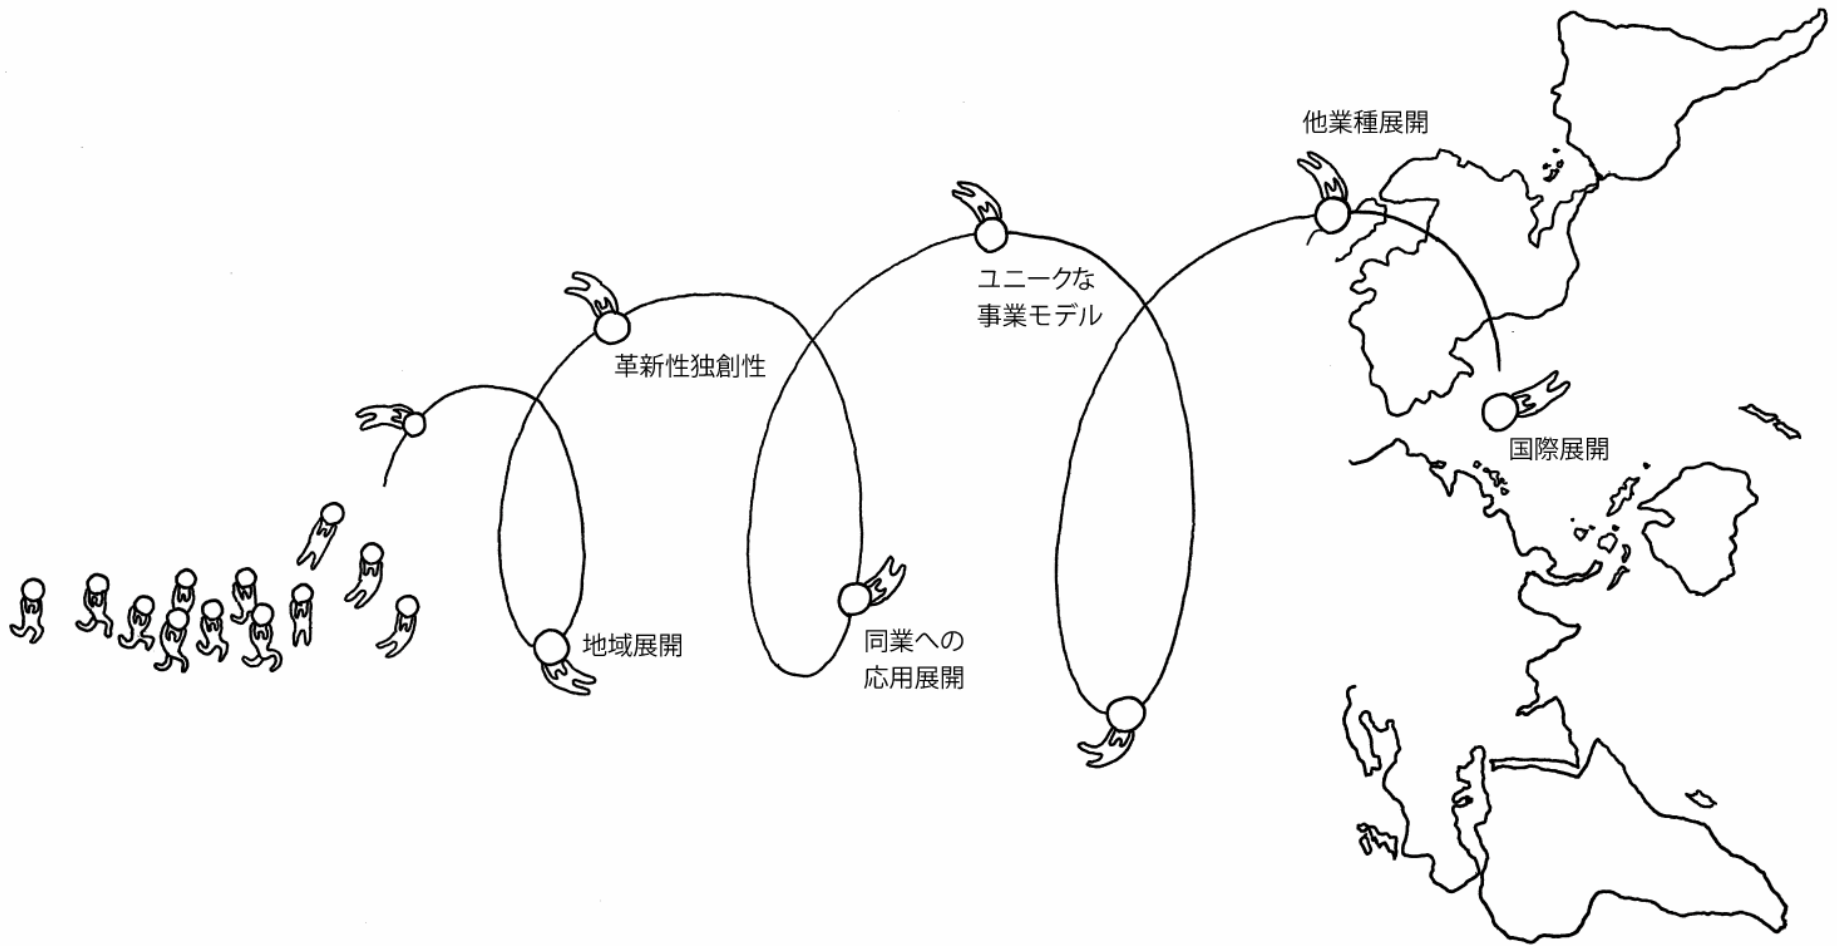 他業種展開
ユニークな
事業モデル
革新性独創性
国際展開
地域展開
同業への
応用展開